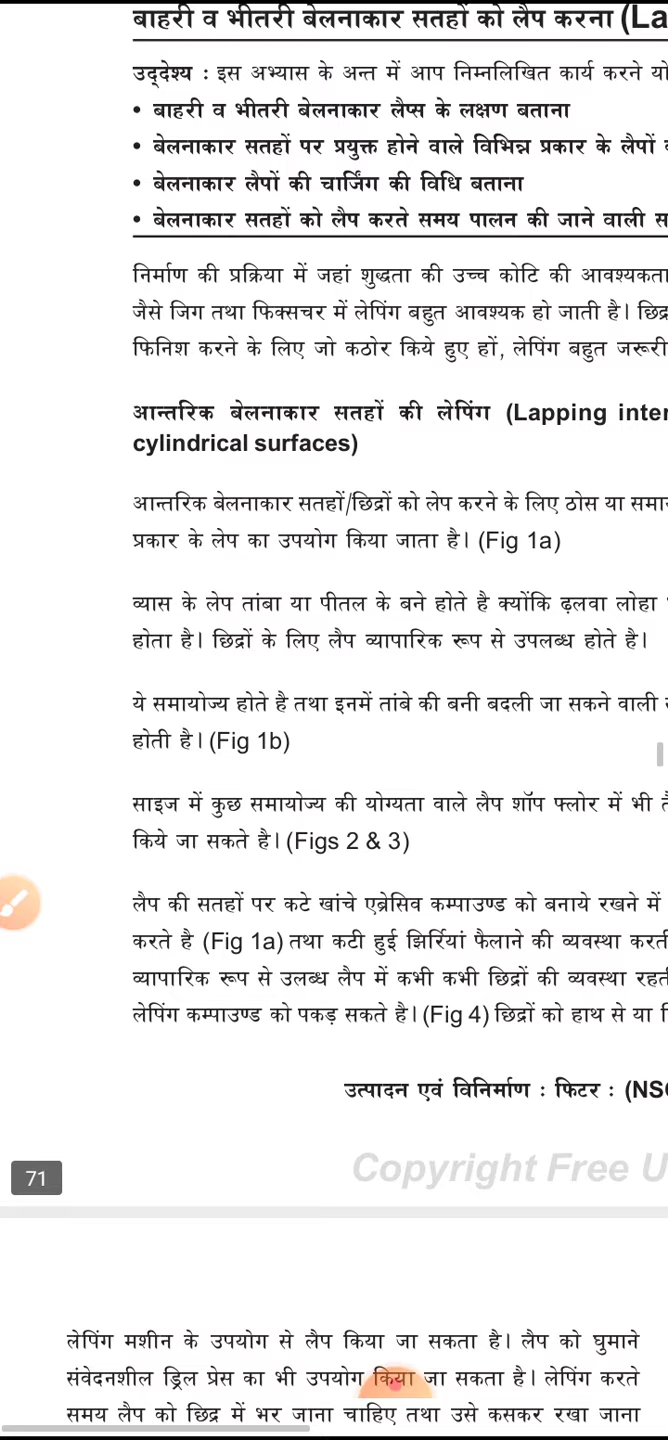 बाहरी व भीतरी बेलनाकार सतहों को लैप करना (La
उद्देश्य : इस अभ्यास के अन्त में आप निम्नलिखित कार्य करने यो
• बाहरी व भीतरी बेलनाकार लैप्स के लक्षण बताना
• बेलनाकार सतहों पर प्रयुक्त होने वाले विभिन्न प्रकार के लैपों
• बेलनाकार लैपों की चार्जिंग की विधि बताना
• बेलनाकार सतहों को लैप करते समय पालन की जाने वाली स
निर्माण की प्रक्रिया में जहां शुद्धता की उच्च कोटि की आवश्यकता
जैसे जिग तथा फिक्सचर में लेपिंग बहुत आवश्यक हो जाती है। छिद्र
फिनिश करने के लिए जो कठोर किये हुए हों, लेपिंग बहुत जरूरी
आन्तरिक बेलनाकार सतहों की लेपिंग (Lapping inter
cylindrical surfaces)
आन्तरिक बेलनाकार सतहों/छिद्रों को लेप करने के लिए ठोस या समा
प्रकार के लेप का उपयोग किया जाता है। (Fig 1a)
व्यास के लेप तांबा या पीतल के बने होते है क्योंकि ढ़लवा लोहा
होता है। छिद्रों के लिए लैप व्यापारिक रूप से उपलब्ध होते है।
ये समायोज्य होते है तथा इनमें तांबे की बनी बदली जा सकने वाली
होती है। (Fig 1b)
साइज में कुछ समायोज्य की योग्यता वाले लैप शॉप फ्लोर में भी
किये जा सकते है। (Figs 2 & 3)
लैप की सतहों पर कटे खांचे एब्रेसिव कम्पाउण्ड को बनाये रखने में
करते है (Fig 1a) तथा कटी हुई झिर्रियां फैलाने की व्यवस्था करती
व्यापारिक रूप से उलब्ध लैप में कभी कभी छिद्रों की व्यवस्था रहती
लेपिंग कम्पाउण्ड को पकड़ सकते है। (Fig 4) छिद्रों को हाथ से या
उत्पादन एवं विनिर्माण : फिटर : (NS
71
Copyright Free U
लेपिंग मशीन के उपयोग से लैप किया जा सकता है। लैप को घुमाने
संवेदनशील ड्रिल प्रेस का भी उपयोग किया जा सकता है। लेपिंग करते
समय लैप को छिद्र में भर जाना चाहिए तथा उसे कसकर रखा जाना